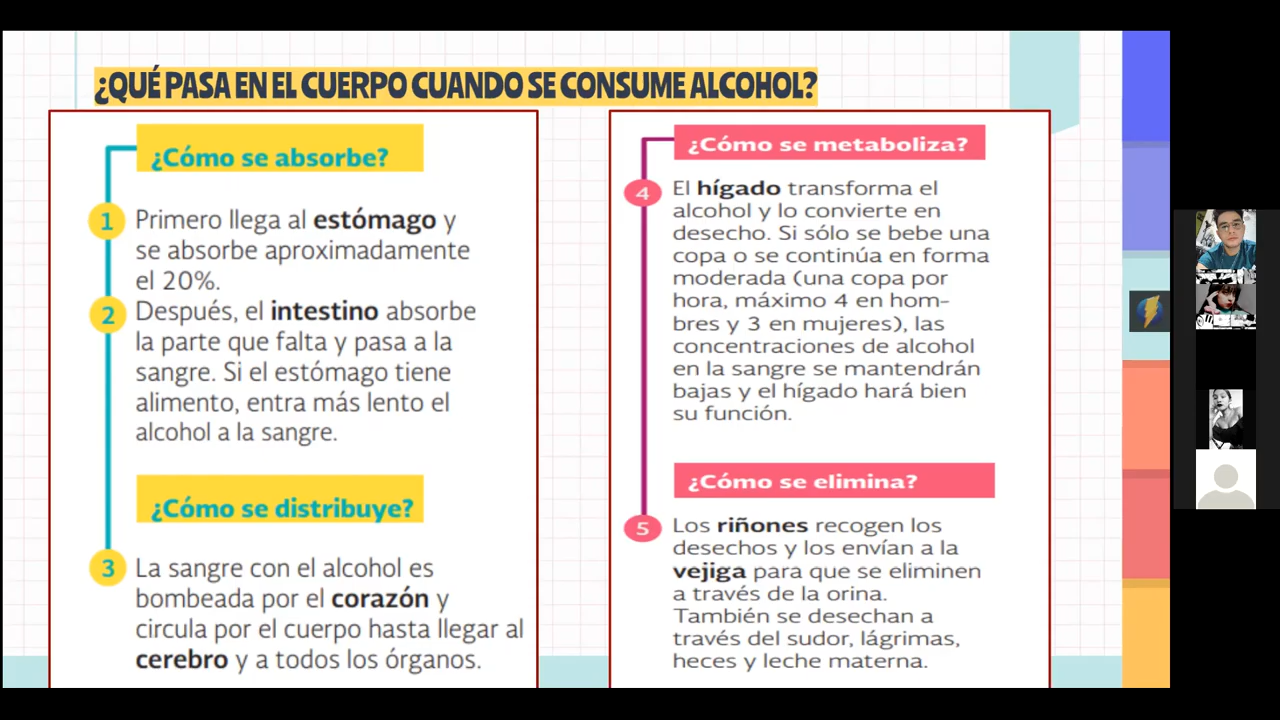 ¿QUÉ PASA EN EL CUERPO CUANDO SE CONSUME ALCOHOL?
¿Cómo se absorbe?
1 Primero llega al estómago y
se absorbe aproximadamente
el 20%.
2 Después, el intestino absorbe
la parte que falta y pasa a la
sangre. Si el estómago tiene
alimento, entra más lento el
alcohol a la sangre.
¿Cómo se distribuye?
3 La sangre con el alcohol es
bombeada por el corazón y
circula por el cuerpo hasta llegar al
cerebro y a todos los órganos.
¿Cómo se metaboliza?
4 El hígado transforma el
alcohol y lo convierte en
desecho. Si sólo se bebe una
copa o se continúa en forma
moderada (una copa por
hora, máximo 4 en hom-
bres y 3 en mujeres), las
concentraciones de alcohol
en la sangre se mantendrán
bajas y el hígado hará bien
su función.
¿Cómo se elimina?
5 Los riñones recogen los
desechos y los envían a la
vejiga para que se eliminen
a través de la orina.
También se desechan a
través del sudor, lágrimas,
heces y leche materna.